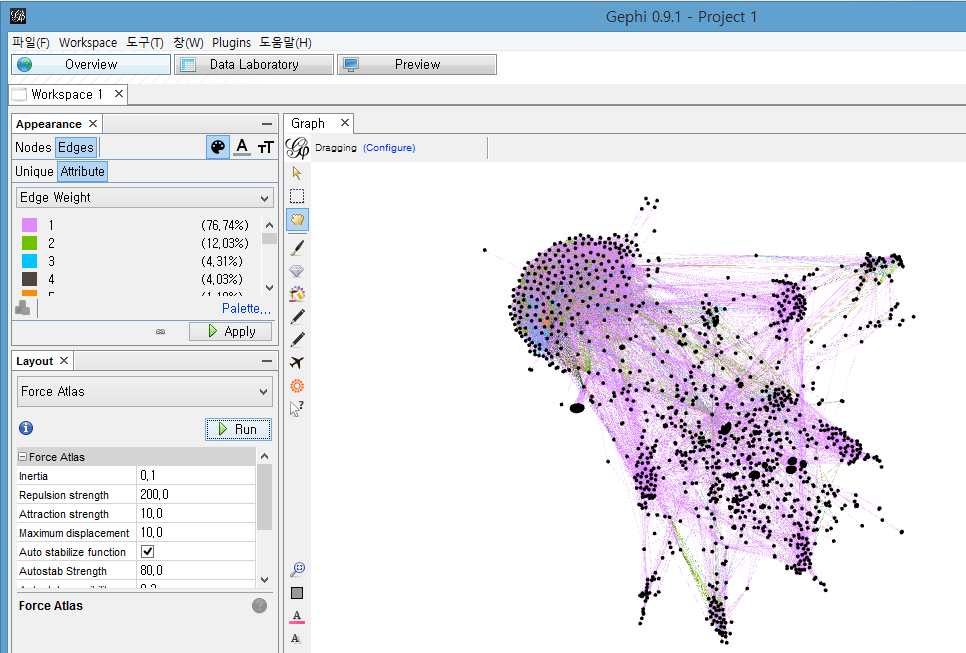 Gephi 0.9.1 - Project 1
파일(F) Workspace 도구(T) 창(W) Plugins 도움말(H)
Overview Data Laboratory Preview
Workspace 1
Appearance
Nodes Edges
Unique Attribute
Edge Weight
1 (76,74%)
2 (12,03%)
3 (4,31%)
4 (4,03%)
Palette...
Apply
Layout
Force Atlas
Run
Force Atlas
Inertia 0,1
Repulsion strength 200,0
Attraction strength 10,0
Maximum displacement 10,0
Auto stabilize function
Autostab Strength 80,0
Force Atlas
Graph
Dragging (Configure)